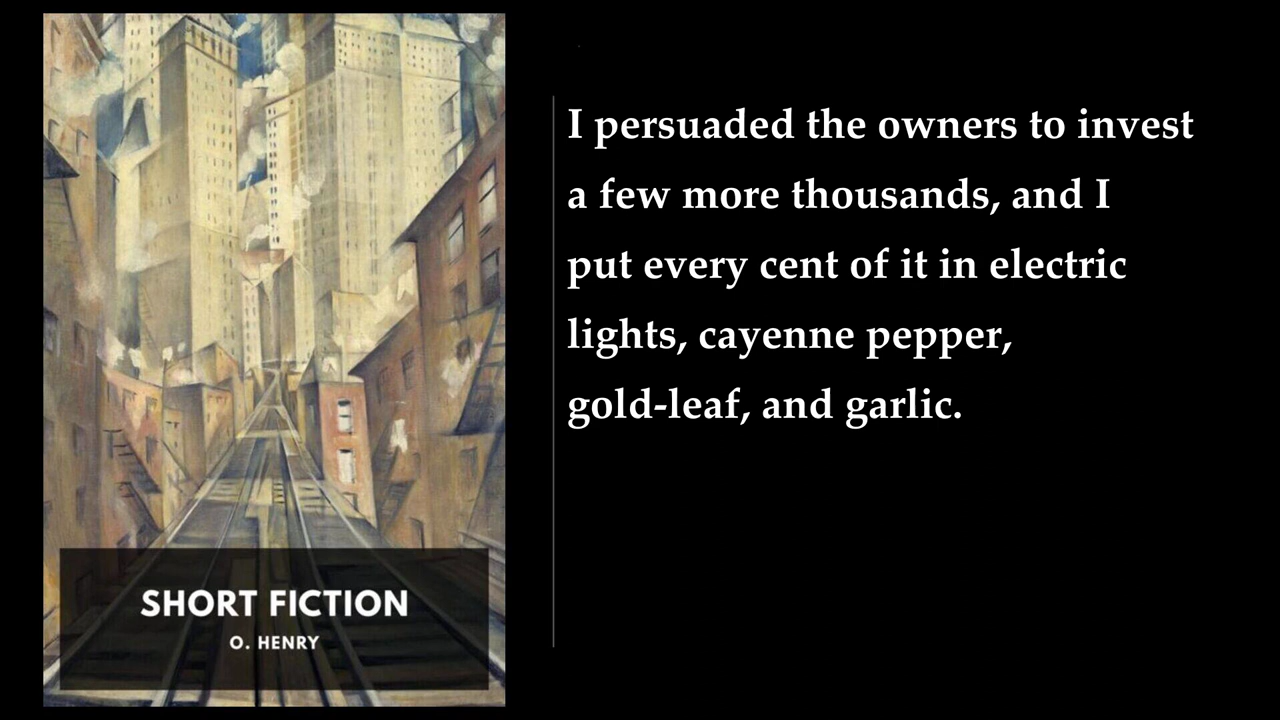 I persuaded the owners to invest
a few more thousands, and I
put every cent of it in electric
lights, cayenne pepper,
gold-leaf, and garlic.
SHORT FICTION
O. HENRY